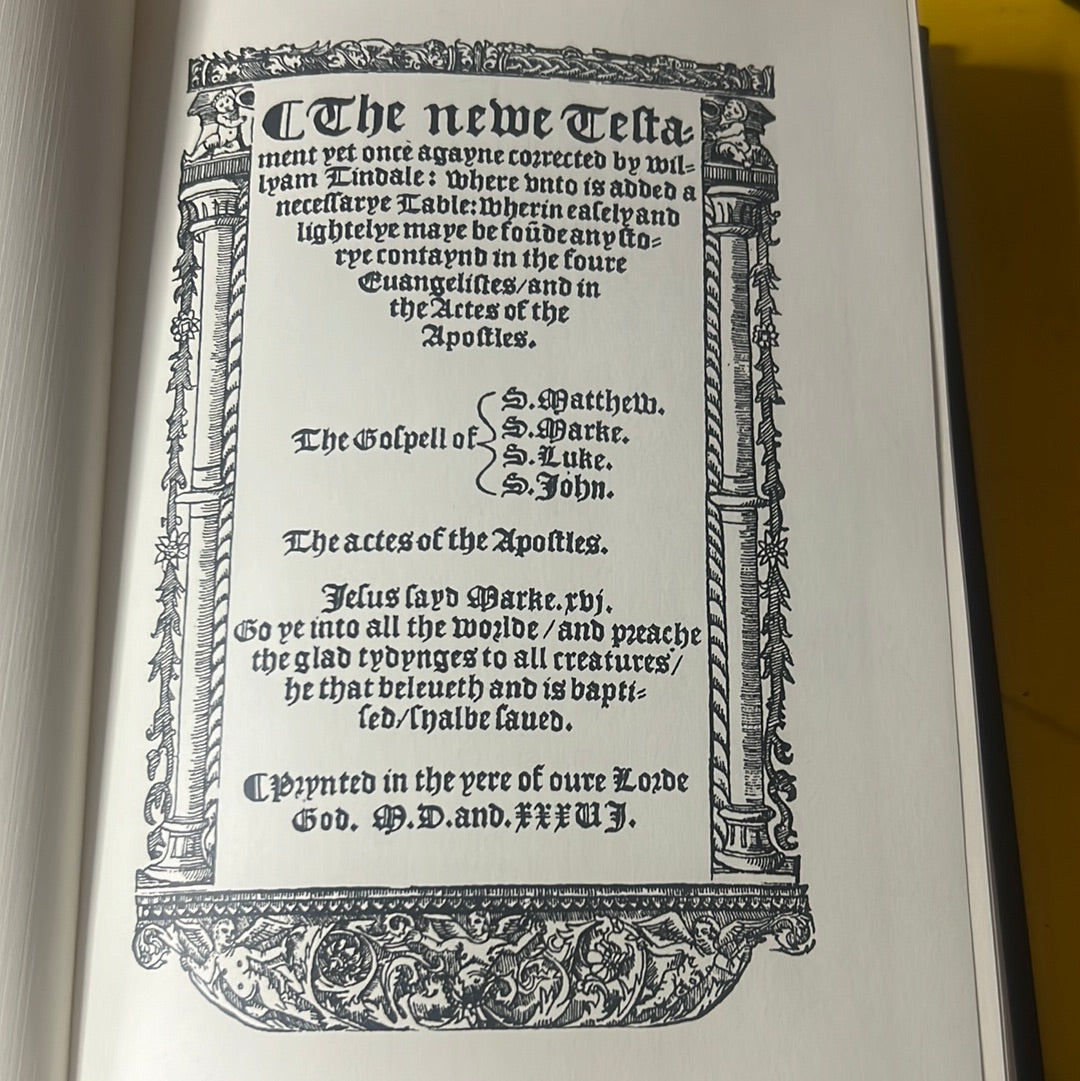 ¶The newe Testa-
ment yet once agayne corrected by wil-
lyam Tindale: where vnto is added a
necessarye Table: wherin easely and
lightelye maye be foūde any sto-
rye contaynd in the foure
Euangelistes/and in
the Actes of the
Apostles.
The Gospell of
S.Matthew.
S.Marke.
S.Luke.
S.John.
The actes of the Apostles.
Jesus sayd Marke.xvj.
Go ye into all the worlde/and preache
the glad tydynges to all creatures/
he that beleueth and is bapti-
sed/shalbe saued.
¶Prynted in the yere of oure Lorde
God. M.D.and.XXXVJ.